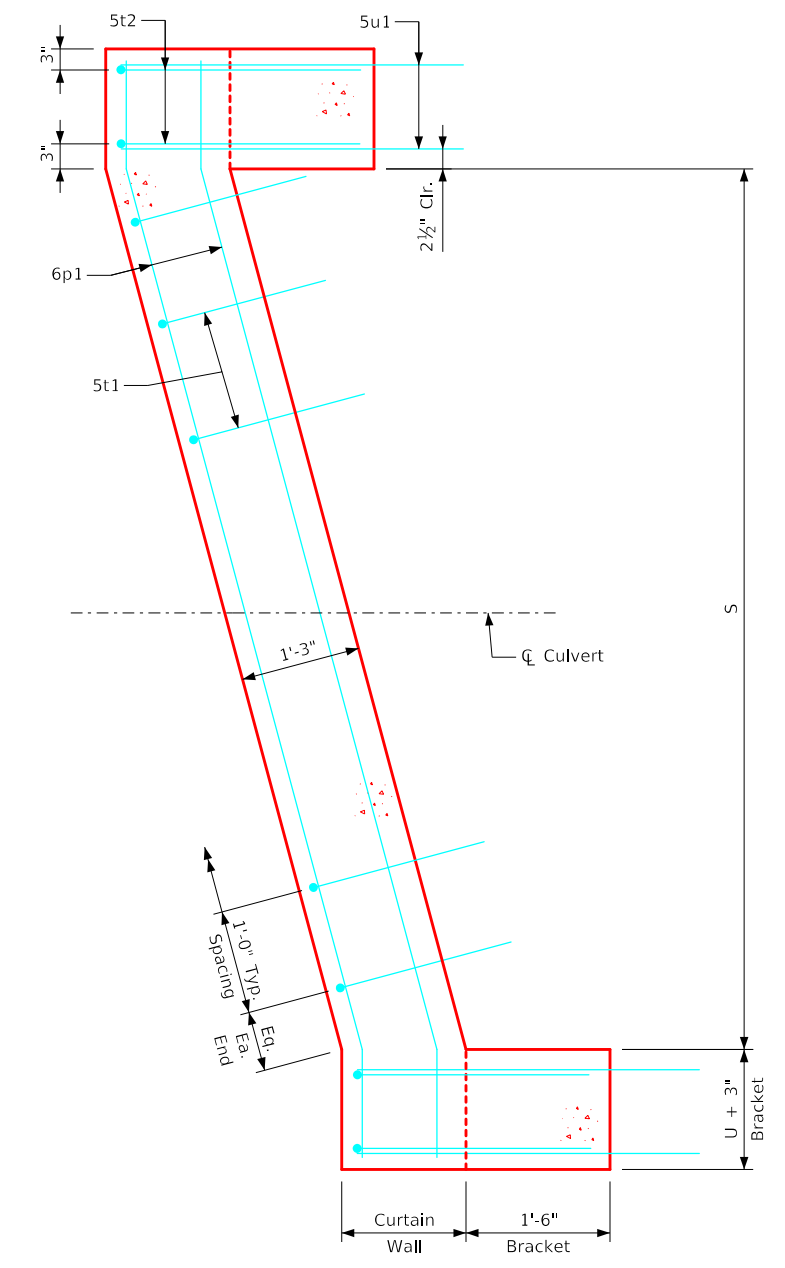 5t2
5u1
3"
3"
2½" Clr.
6p1
5t1
S
℄ Culvert
1'-3"
1'-0" Typ.
Spacing
Eq.
Ea.
End
U + 3"
Bracket
Curtain
Wall
1'-6"
Bracket